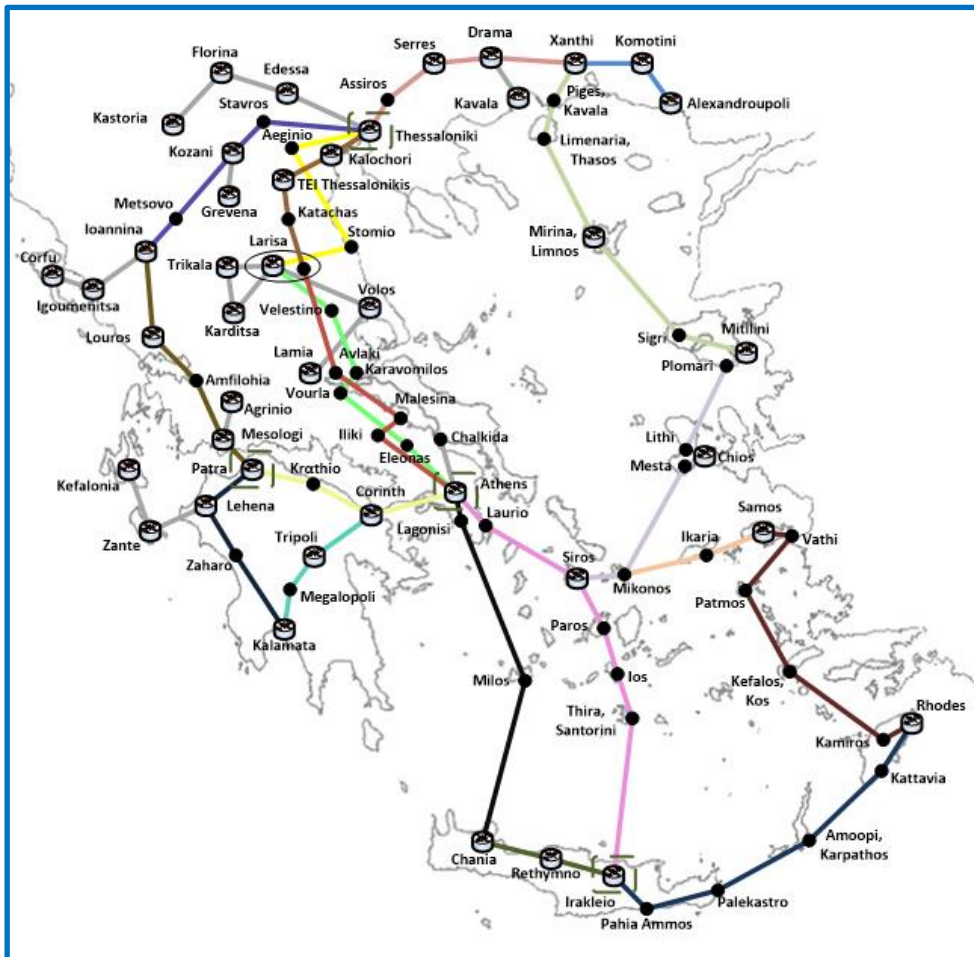 Drama
Xanthi
Komotini
Serres
Florina
Edessa
Assiros
Kavala
Piges,
Kavala
Alexandroupoli
Stavros
Kastoria
Aeginio
Thessaloniki
Limenaria,
Thasos
Kozani
Kalochori
TEI Thessalonikis
Grevena
Metsovo
Katachas
Ioannina
Stomio
Mirina,
Limnos
Larisa
Corfu
Trikala
Igoumenitsa
Volos
Karditsa
Velestino
Louros
Sigri
Mitilini
Lamia
Avlaki
Karavomilos
Plomari
Amfilohia
Vourla
Agrinio
Malesina
Mesologi
Iliki
Chalkida
Eleonas
Lithi
Chios
Mesta
Patra
Krαthio
Kefalonia
Corinth
Athens
Lehena
Lagonisi
Laurio
Samos
Zante
Tripoli
Vathi
Ikaria
Siros
Zaharo
Mikonos
Megalopoli
Patmos
Paros
Kalamata
Milos
Ios
Kefalos,
Kos
Thira,
Santorini
Rhodes
Kamiros
Kattavia
Chania
Rethymno
Amoopi,
Karpathos
Irakleio
Palekastro
Pahia Ammos